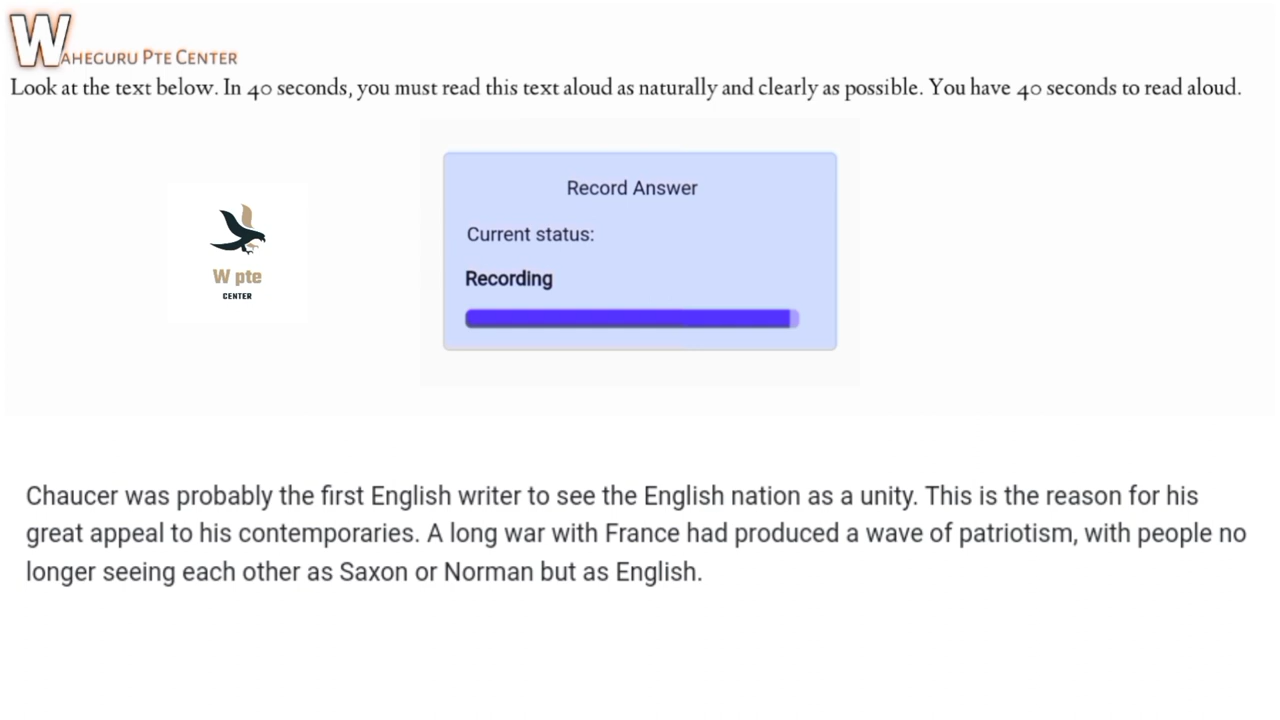 WAHEGURU PTE CENTER
Look at the text below. In 40 seconds, you must read this text aloud as naturally and clearly as possible. You have 40 seconds to read aloud.
Record Answer
Current status:
Recording
W pte
CENTER
Chaucer was probably the first English writer to see the English nation as a unity. This is the reason for his
great appeal to his contemporaries. A long war with France had produced a wave of patriotism, with people no
longer seeing each other as Saxon or Norman but as English.